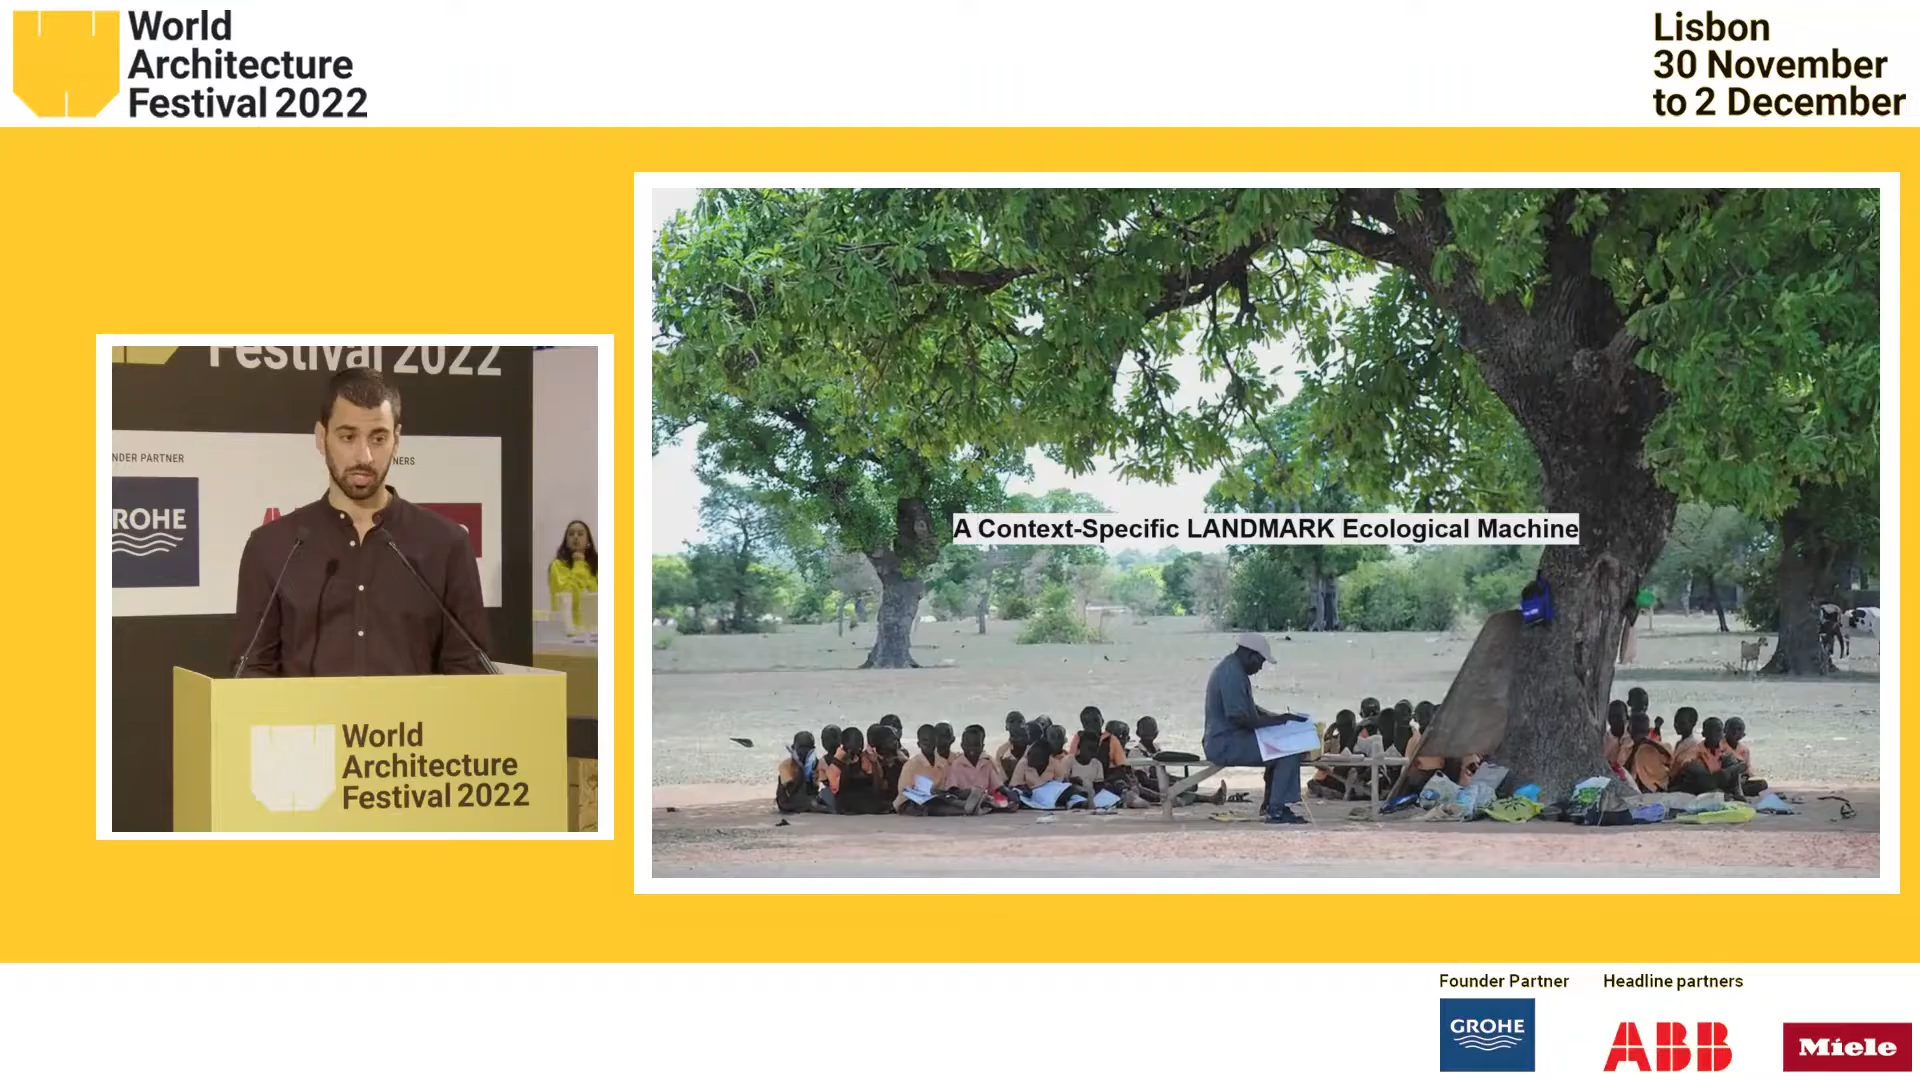 World
Architecture
Festival 2022
Lisbon
30 November
to 2 December
Festival 2022
NDER PARTNER
NERS
ROHE
A Context-Specific LANDMARK Ecological Machine
World
Architecture
Festival 2022
Founder Partner
Headline partners
GROHE
ABB
Miele